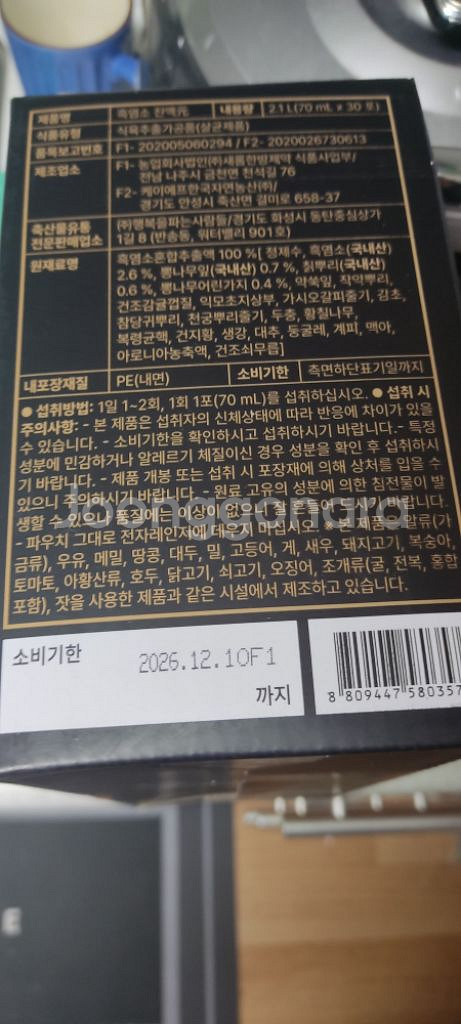 제품명 흑염소 진액元 내용량 2.1 L(70 mL x 30 포)
식품유형 식육추출가공품(살균제품)
품목보고번호 F1- 202005060294 / F2- 2020026730613
제조업소 F1- 농업회사법인(주)새롬한방제약 식품사업부/
전남 나주시 금천면 천석길 76
F2- 케이에프한국자연농산(주)/
경기도 안성시 죽산면 걸미로 658-37
축산물유통 (주)행복을파는사람들/경기도 화성시 동탄중심상가
전문판매업소 1길 8 (반송동, 워터밸리 901호)
원재료명 흑염소혼합추출액 100 %[ 정제수, 흑염소(국내산)
2.6 %, 뽕나무잎(국내산) 0.7 %, 칡뿌리(국내산)
0.6 %, 뽕나무어린가지 0.4 %, 약쑥잎, 작약뿌리,
건조감귤껍질, 익모초지상부, 가시오갈피줄기, 감초,
참당귀뿌리, 천궁뿌리줄기, 두충, 황칠나무,
복령균핵, 건지황, 생강, 대추, 둥굴레, 계피, 맥아,
아로니아농축액, 건조쇠무릎]
내포장재질 PE(내면) 소비기한 측면하단표기일까지
● 섭취방법: 1일 1~2회, 1회 1포(70 mL)를 섭취하십시오. ● 섭취 시
주의사항: - 본 제품은 섭취자의 신체상태에 따라 반응에 차이가 있을
수 있습니다. - 소비기한을 확인하시고 섭취하시기 바랍니다.- 특정
성분에 민감하거나 알레르기 체질이신 경우 성분을 확인 후 섭취하시
기 바랍니다. - 제품 개봉 또는 섭취 시 포장재에 의해 상처를 입을 수
있으니 주의하시기 바랍니다. - 원료 고유의 성분에 의한 침전물이 발
생할 수 있으나 품질에는 이상이 없으니 바랍니다.
- 파우치 그대로 전자레인지에 데우지 마십시오. ※ 본 제품은 알류(가
금류), 우유, 메밀, 땅콩, 대두, 밀, 고등어, 게, 새우, 돼지고기, 복숭아,
토마토, 아황산류, 호두, 닭고기, 쇠고기, 오징어, 조개류(굴, 전복, 홍합
포함), 잣을 사용한 제품과 같은 시설에서 제조하고 있습니다.
Joonggonara
소비기한 2026.12.10F1
까지
8 809447 580357
E